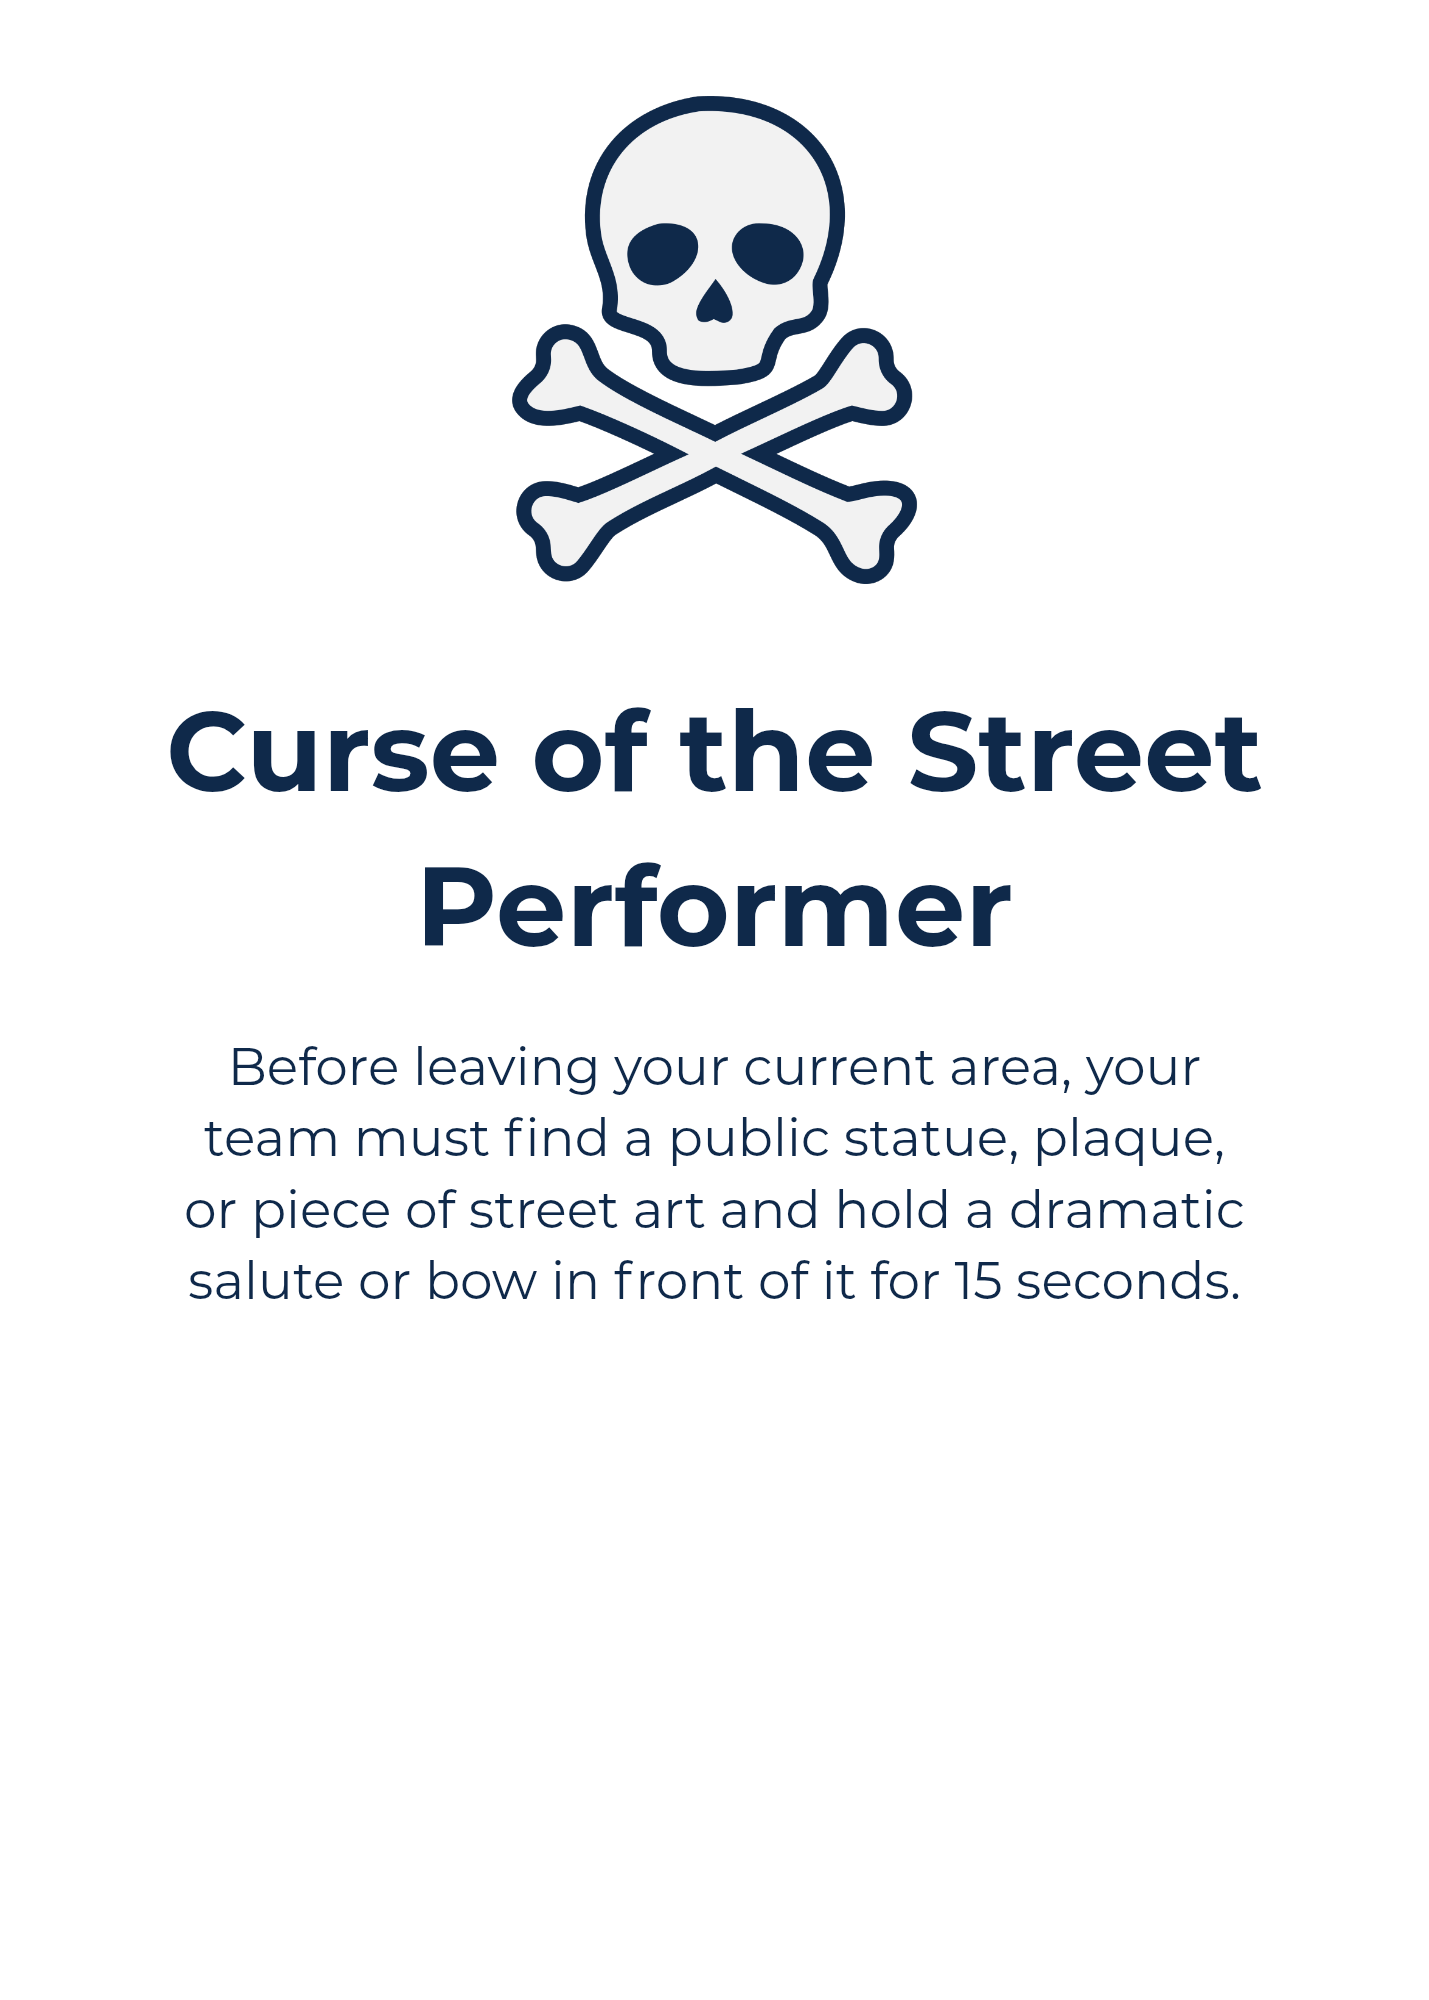 Curse of the Street
Performer
Before leaving your current area, your
team must find a public statue, plaque,
or piece of street art and hold a dramatic
salute or bow in front of it for 15 seconds.